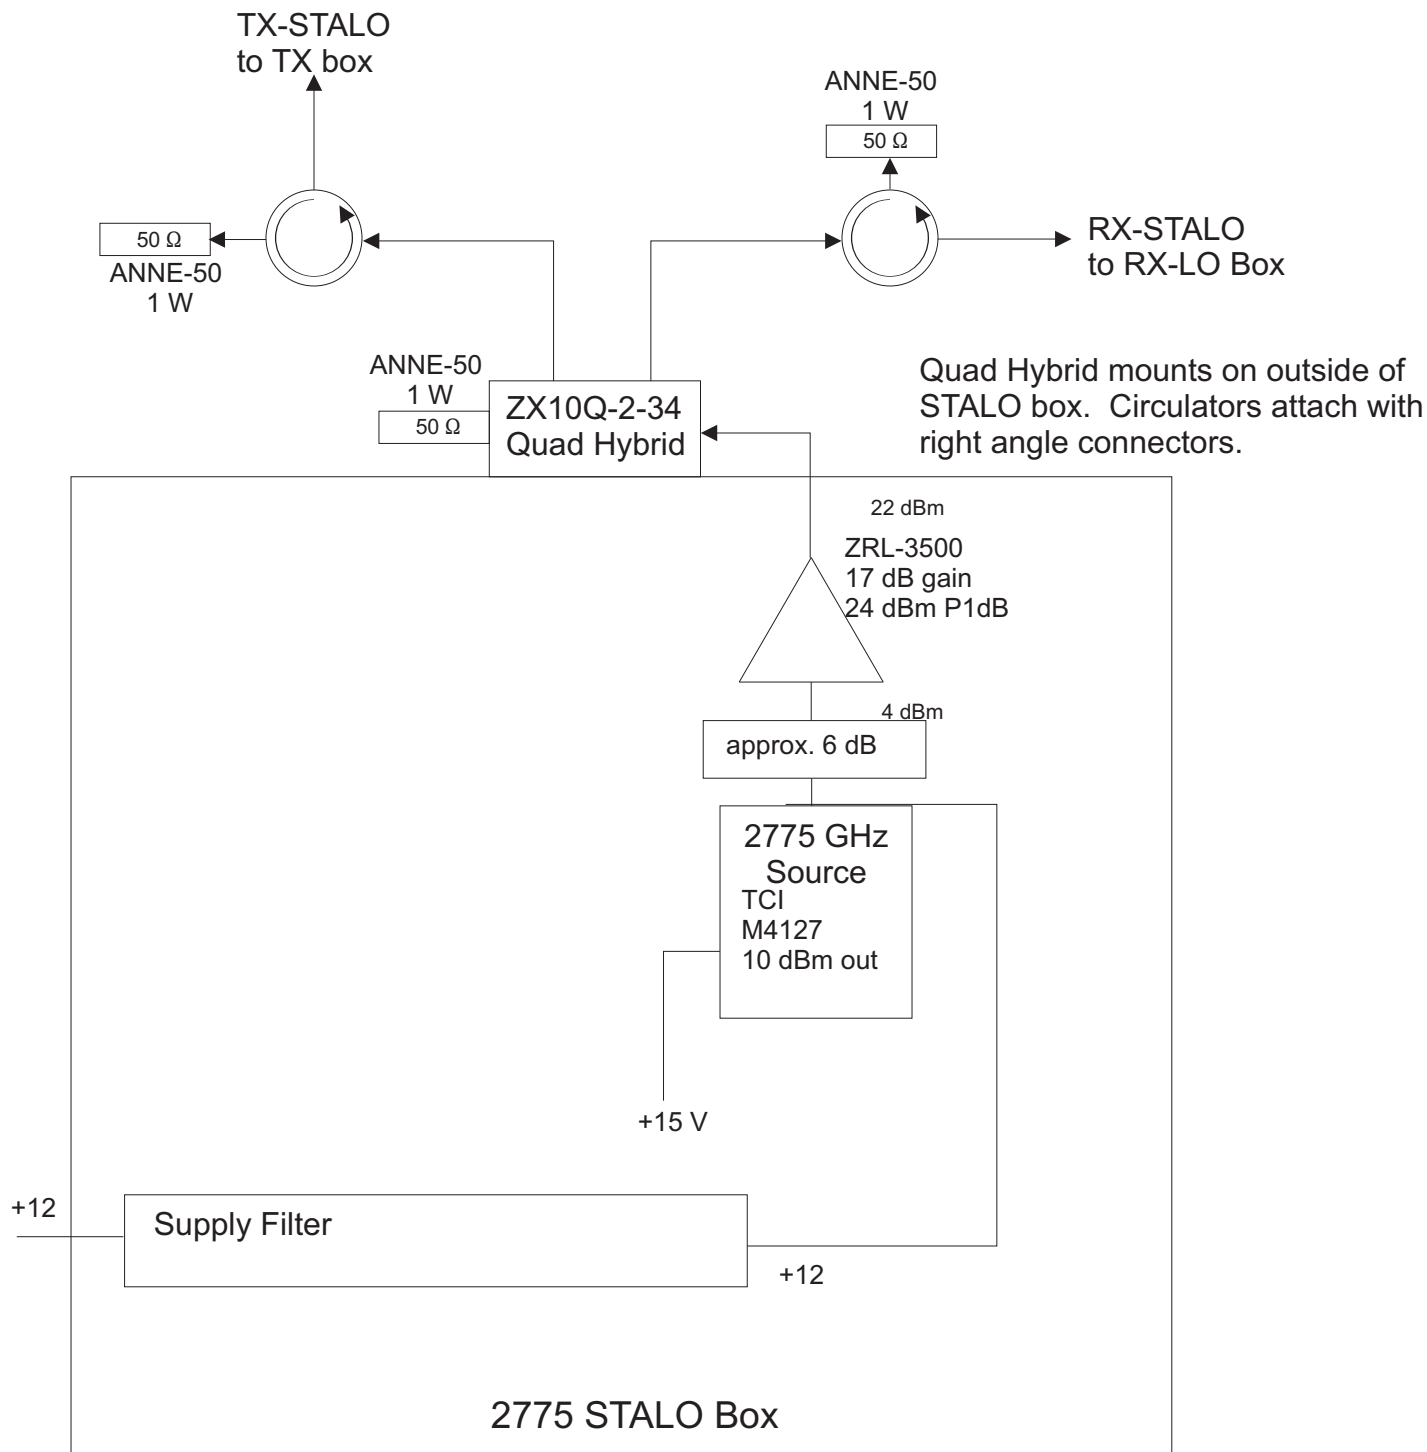 TX-STALO
to TX box
ANNE-50
1 W
50 Ω
50 Ω
ANNE-50
1 W
RX-STALO
to RX-LO Box
ANNE-50
1 W
50 Ω
ZX10Q-2-34
Quad Hybrid
Quad Hybrid mounts on outside of
STALO box.  Circulators attach with
right angle connectors.
22 dBm
ZRL-3500
17 dB gain
24 dBm P1dB
4 dBm
approx. 6 dB
2775 GHz
Source
TCI
M4127
10 dBm out
+15 V
+12
Supply Filter
+12
2775 STALO Box